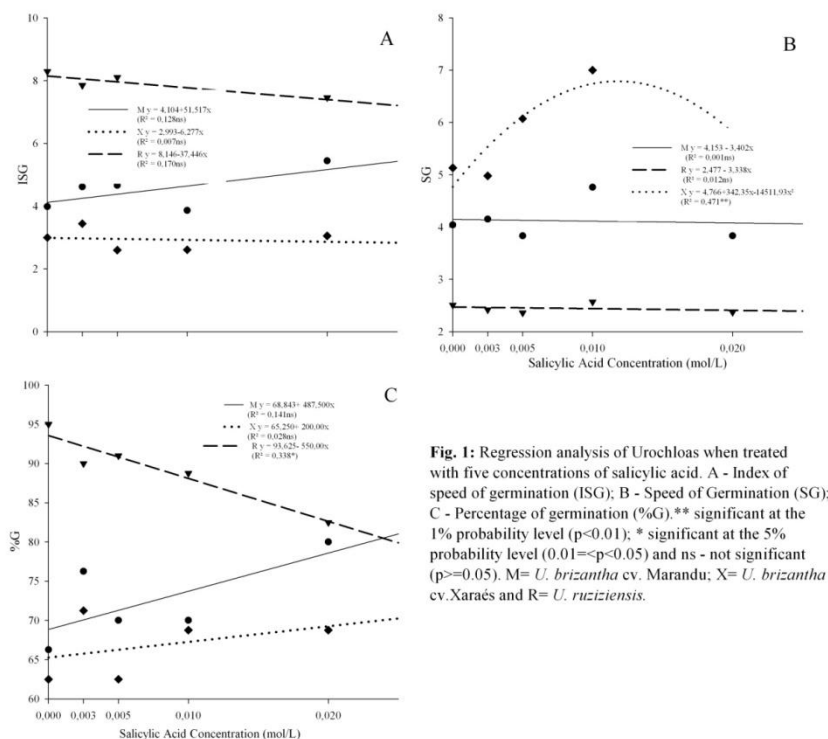 A
10
8
6
4
2
0
ISG
M y = 4,104+51,517x
(R² = 0,128ns)
X y = 2,993-6,277x
(R² = 0,007ns)
R y = 8,146-37,446x
(R² = 0,170ns)
B
8
7
6
5
4
3
2
SG
M y = 4,153 - 3,402x
(R² = 0,001ns)
R y = 2,477 - 3,338x
(R² = 0,012ns)
X y = 4,766+342,35x-14511,93x²
(R² = 0,471**)
0,000 0,003 0,005 0,010 0,020
Salicylic Acid Concentration (mol/L)
C
100
95
90
85
80
75
70
65
60
%G
M y = 68,843+ 487,500x
(R² = 0,141ns)
X y = 65,250+ 200,00x
(R² = 0,028ns)
R y = 93,625- 550,00x
(R² = 0,338*)
0,000 0,003 0,005 0,010 0,020
Salicylic Acid Concentration (mol/L)
Fig. 1: Regression analysis of Urochloas when treated
with five concentrations of salicylic acid. A - Index of
speed of germination (ISG); B - Speed of Germination (SG);
C - Percentage of germination (%G).** significant at the
1% probability level (p<0.01); * significant at the 5%
probability level (0.01=<p<0.05) and ns - not significant
(p>=0.05). M= U. brizantha cv. Marandu; X= U. brizantha
cv.Xaraés and R= U. ruziziensis.